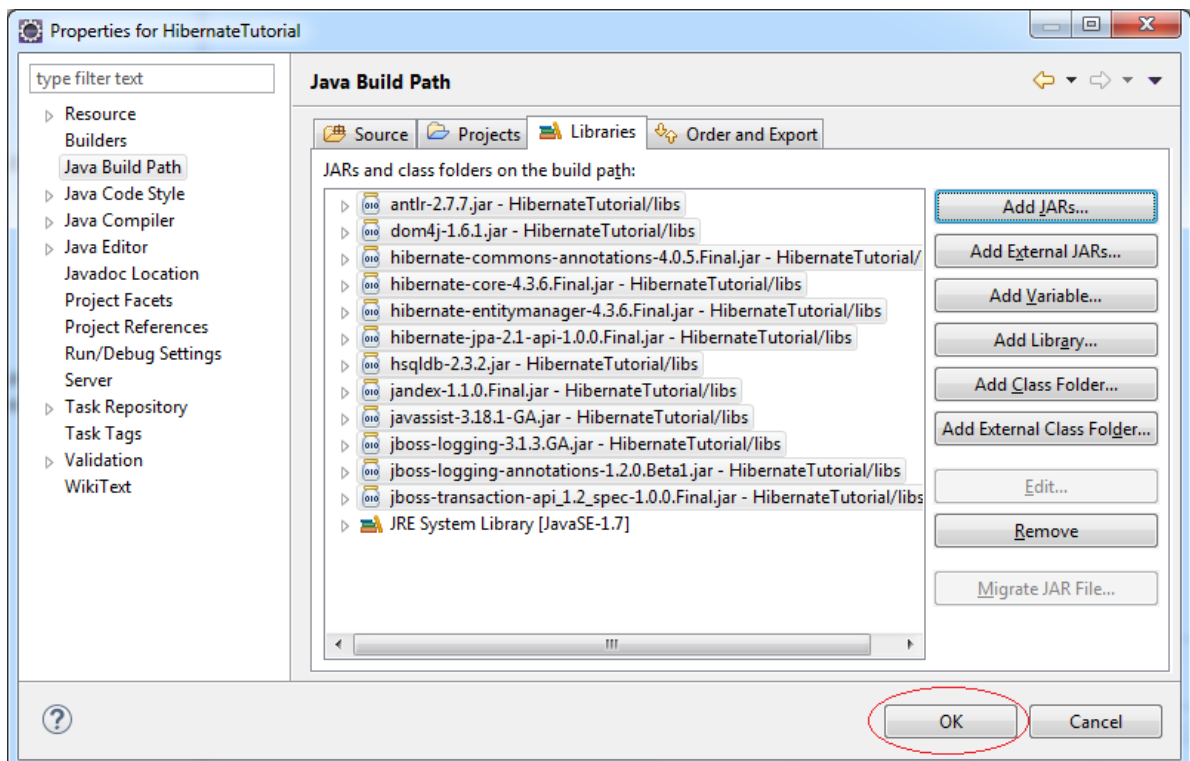 Properties for HibernateTutorial
type filter text
Resource
Builders
Java Build Path
Java Code Style
Java Compiler
Java Editor
Javadoc Location
Project Facets
Project References
Run/Debug Settings
Server
Task Repository
Task Tags
Validation
WikiText
Java Build Path
Source Projects Libraries Order and Export
JARs and class folders on the build path:
antlr-2.7.7.jar - HibernateTutorial/libs
dom4j-1.6.1.jar - HibernateTutorial/libs
hibernate-commons-annotations-4.0.5.Final.jar - HibernateTutorial/
hibernate-core-4.3.6.Final.jar - HibernateTutorial/libs
hibernate-entitymanager-4.3.6.Final.jar - HibernateTutorial/libs
hibernate-jpa-2.1-api-1.0.0.Final.jar - HibernateTutorial/libs
hsqldb-2.3.2.jar - HibernateTutorial/libs
jandex-1.1.0.Final.jar - HibernateTutorial/libs
javassist-3.18.1-GA.jar - HibernateTutorial/libs
jboss-logging-3.1.3.GA.jar - HibernateTutorial/libs
jboss-logging-annotations-1.2.0.Beta1.jar - HibernateTutorial/libs
jboss-transaction-api_1.2_spec-1.0.0.Final.jar - HibernateTutorial/libs
JRE System Library [JavaSE-1.7]
Add JARs...
Add External JARs...
Add Variable...
Add Library...
Add Class Folder...
Add External Class Folder...
Edit...
Remove
Migrate JAR File...
OK
Cancel